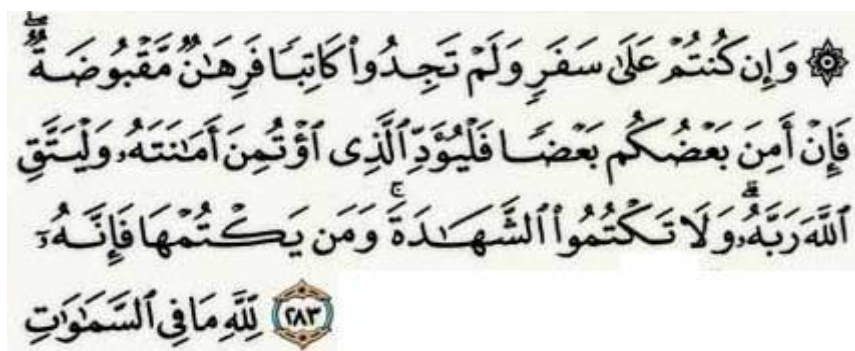 ۞ وَإِن كُنتُمْ عَلَىٰ سَفَرٍ وَلَمْ تَجِدُوا۟ كَاتِبًا فَرِهَـٰنٌ مَّقْبُوضَةٌ ۖ
فَإِنْ أَمِنَ بَعْضُكُم بَعْضًا فَلْيُؤَدِّ ٱلَّذِى ٱؤْتُمِنَ أَمَـٰنَتَهُۥ وَلْيَتَّقِ
ٱللَّهَ رَبَّهُۥ ۗ وَلَا تَكْتُمُوا۟ ٱلشَّهَـٰدَةَ ۚ وَمَن يَكْتُمْهَا فَإِنَّهُۥٓ
٢٨٣ لِّلَّهِ مَا فِى ٱلسَّمَـٰوَٰتِ